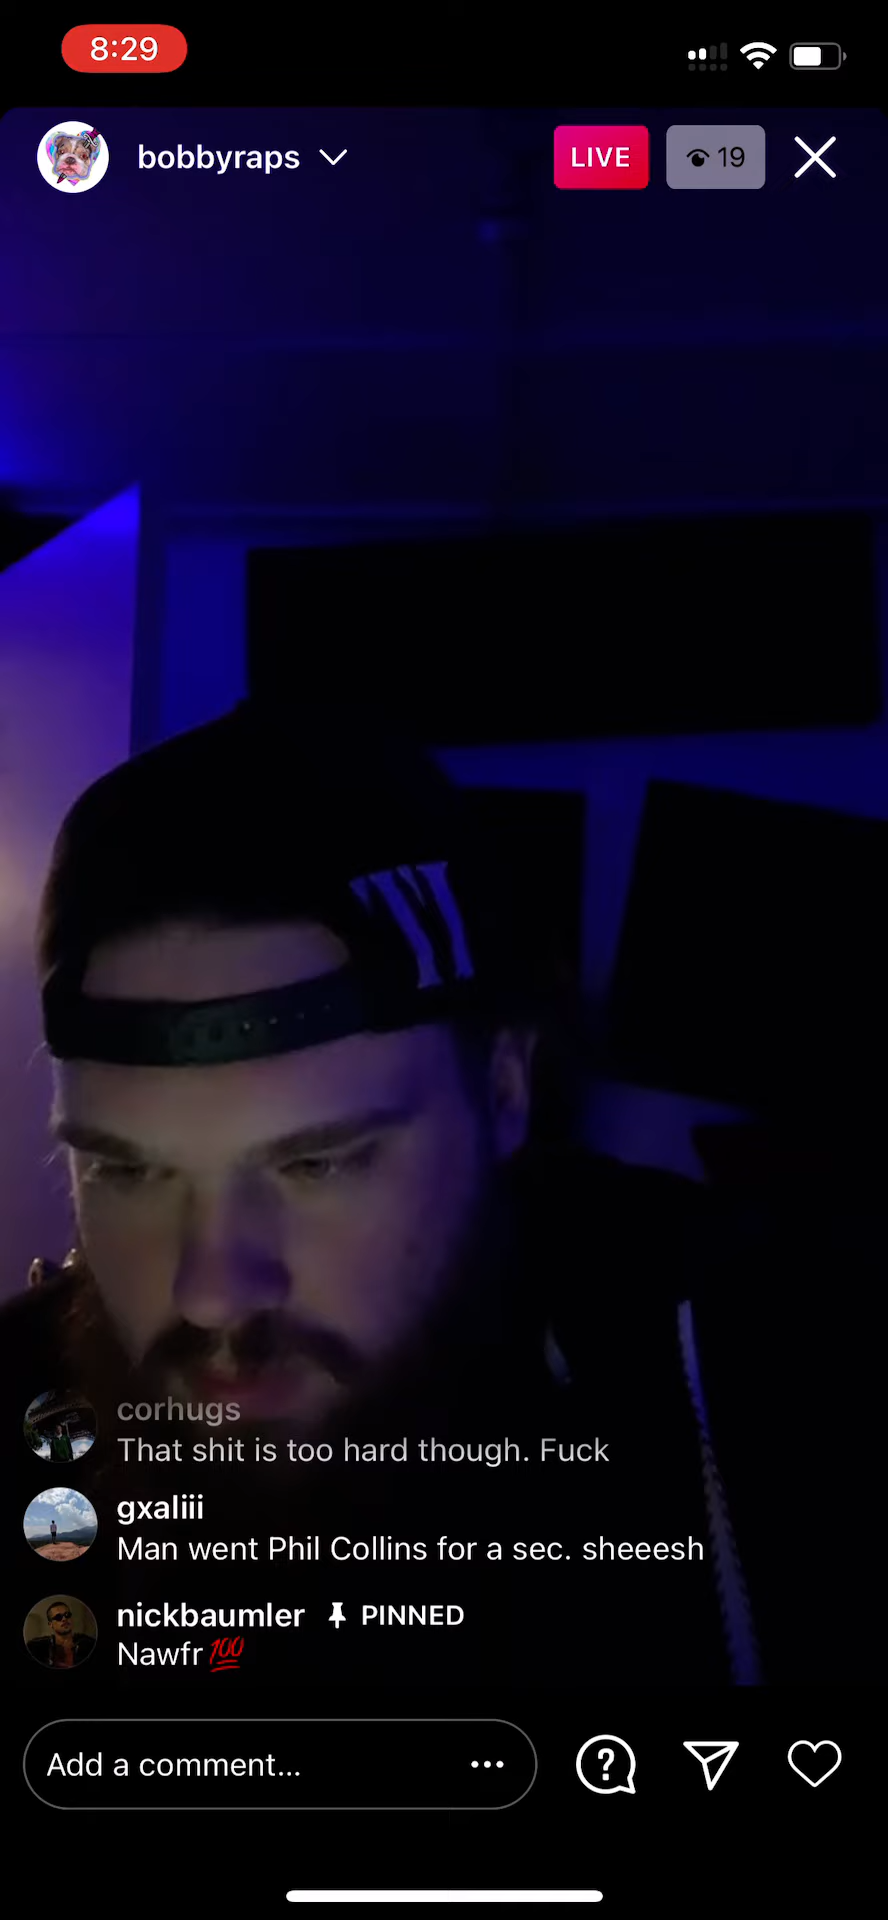 8:29
bobbyraps
LIVE
19
corhugs
That shit is too hard though. Fuck
gxaliii
Man went Phil Collins for a sec. sheeesh
nickbaumler PINNED
Nawfr💯
Add a comment...